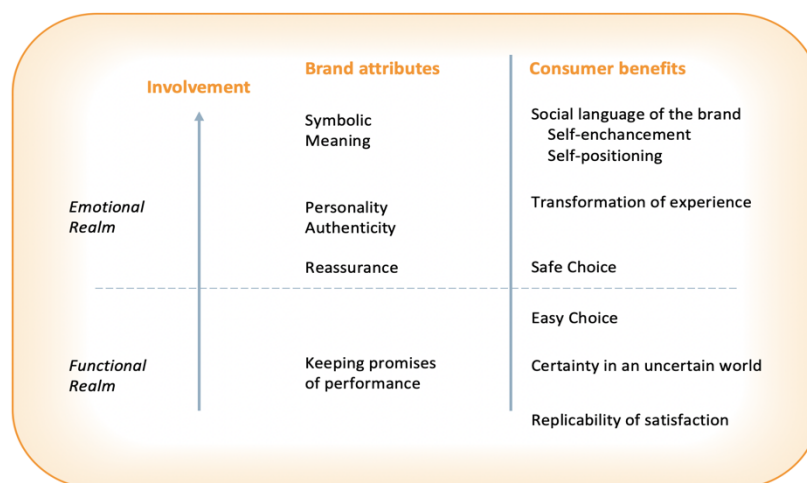 Involvement
Brand attributes
Consumer benefits
Emotional
Realm
Symbolic
Meaning
Social language of the brand
Self-enchancement
Self-positioning
Personality
Authenticity
Transformation of experience
Reassurance
Safe Choice
Functional
Realm
Easy Choice
Keeping promises
of performance
Certainty in an uncertain world
Replicability of satisfaction